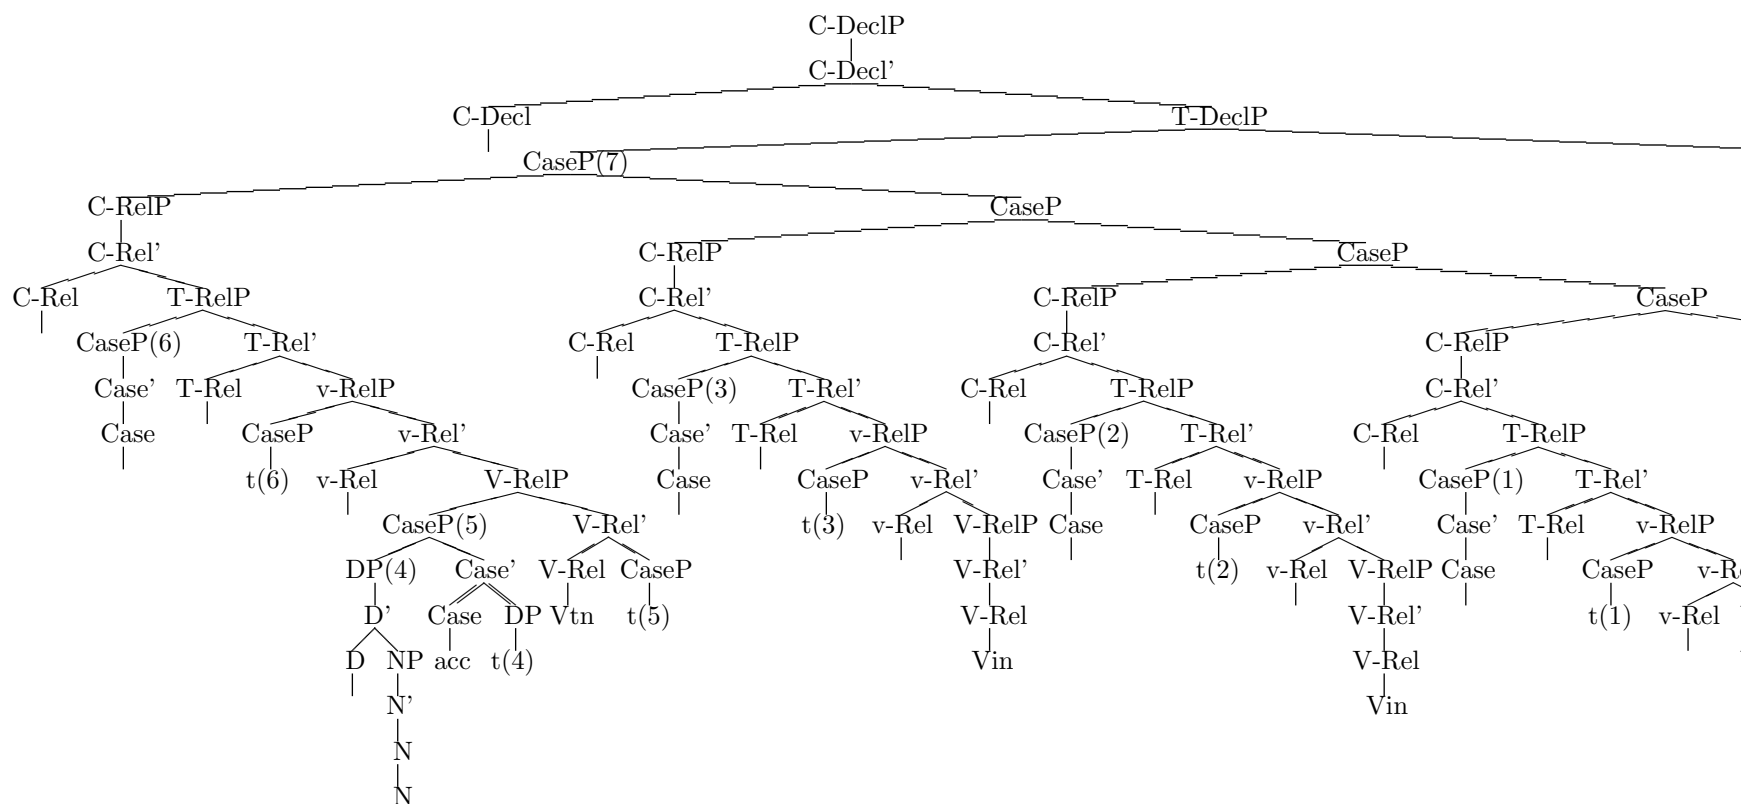 C-DeclP
C-Decl’
C-Decl T-DeclP
CaseP(7)
C-RelP CaseP
C-Rel’ C-RelP CaseP
C-Rel T-RelP C-Rel’ C-RelP CaseP
CaseP(6) T-Rel’ C-Rel T-RelP C-Rel’ C-RelP
Case’ T-Rel v-RelP CaseP(3) T-Rel’ C-Rel T-RelP C-Rel’
Case CaseP v-Rel’ Case’ T-Rel v-RelP CaseP(2) T-Rel’ C-Rel T-RelP
t(6) v-Rel V-RelP Case CaseP v-Rel’ Case’ T-Rel v-RelP CaseP(1) T-Rel’
CaseP(5) V-Rel’ t(3) v-Rel V-RelP Case CaseP v-Rel’ Case’ T-Rel v-RelP
DP(4) Case’ V-Rel CaseP V-Rel’ t(2) v-Rel V-RelP Case CaseP
D’ Case DP Vtn t(5) V-Rel V-Rel’ t(1) v-Rel
D NP acc t(4) Vin V-Rel
N’ Vin
N
N